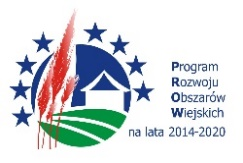 Program
Rozwoju
Obszarów
Wiejskich
na lata 2014-2020